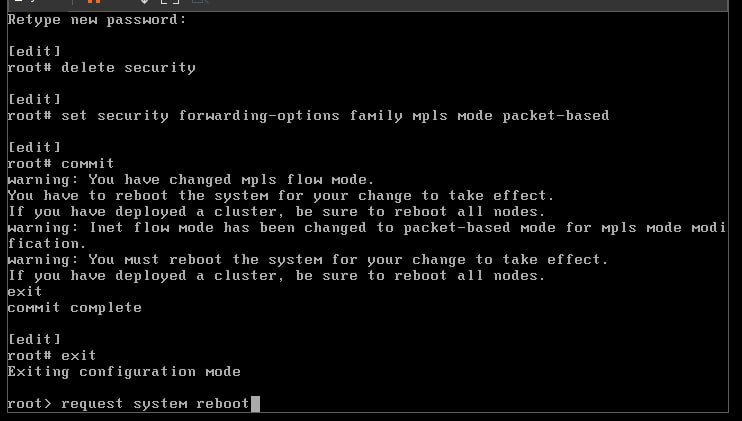 Retype new password:
[edit]
root# delete security
[edit]
root# set security forwarding-options family mpls mode packet-based
[edit]
root# commit
warning: You have changed mpls flow mode.
You have to reboot the system for your change to take effect.
If you have deployed a cluster, be sure to reboot all nodes.
warning: Inet flow mode has been changed to packet-based mode for mpls mode modi
fication.
warning: You must reboot the system for your change to take effect.
If you have deployed a cluster, be sure to reboot all nodes.
exit
commit complete
[edit]
root# exit
Exiting configuration mode
root> request system reboot